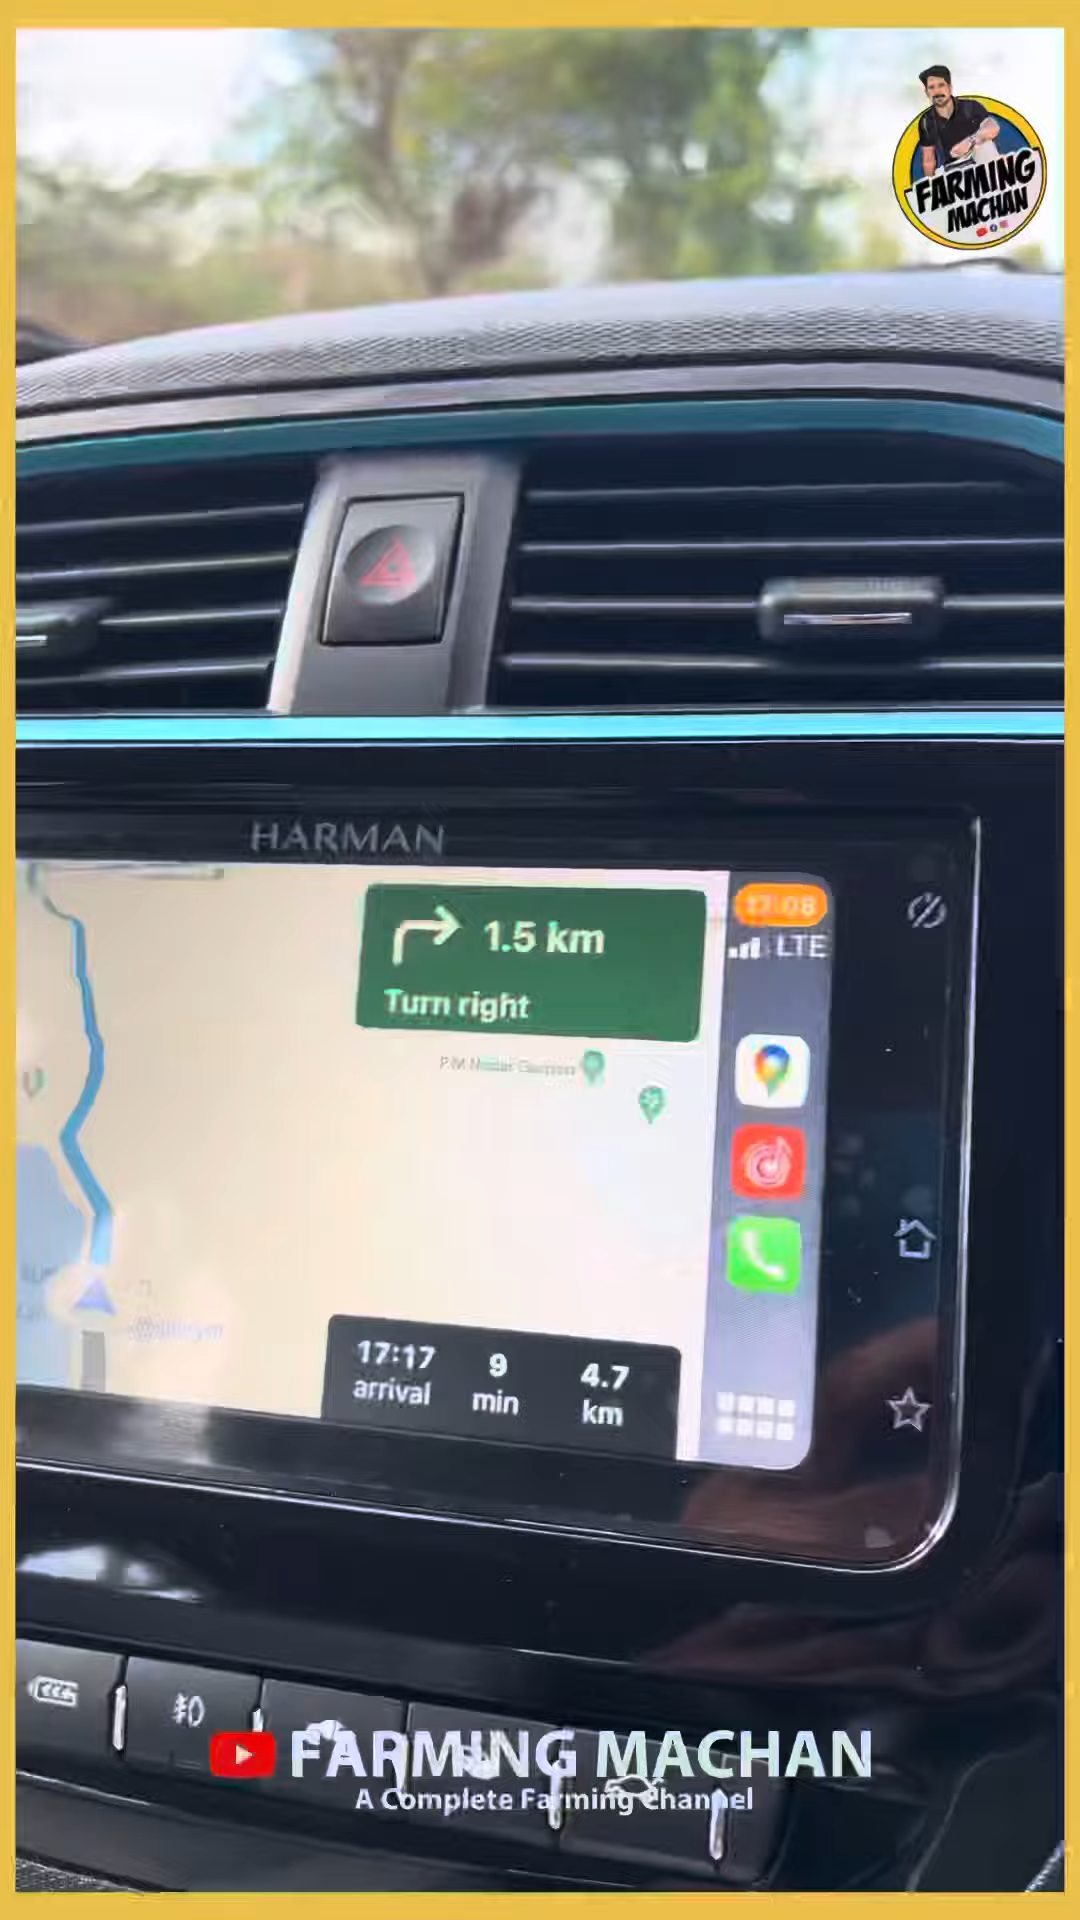 FARMING
MACHAN
HARMAN
1.5 km
Turn right
17:08
LTE
17:17
arrival
9
min
4.7
km
FARMING MACHAN
A Complete Farming Channel